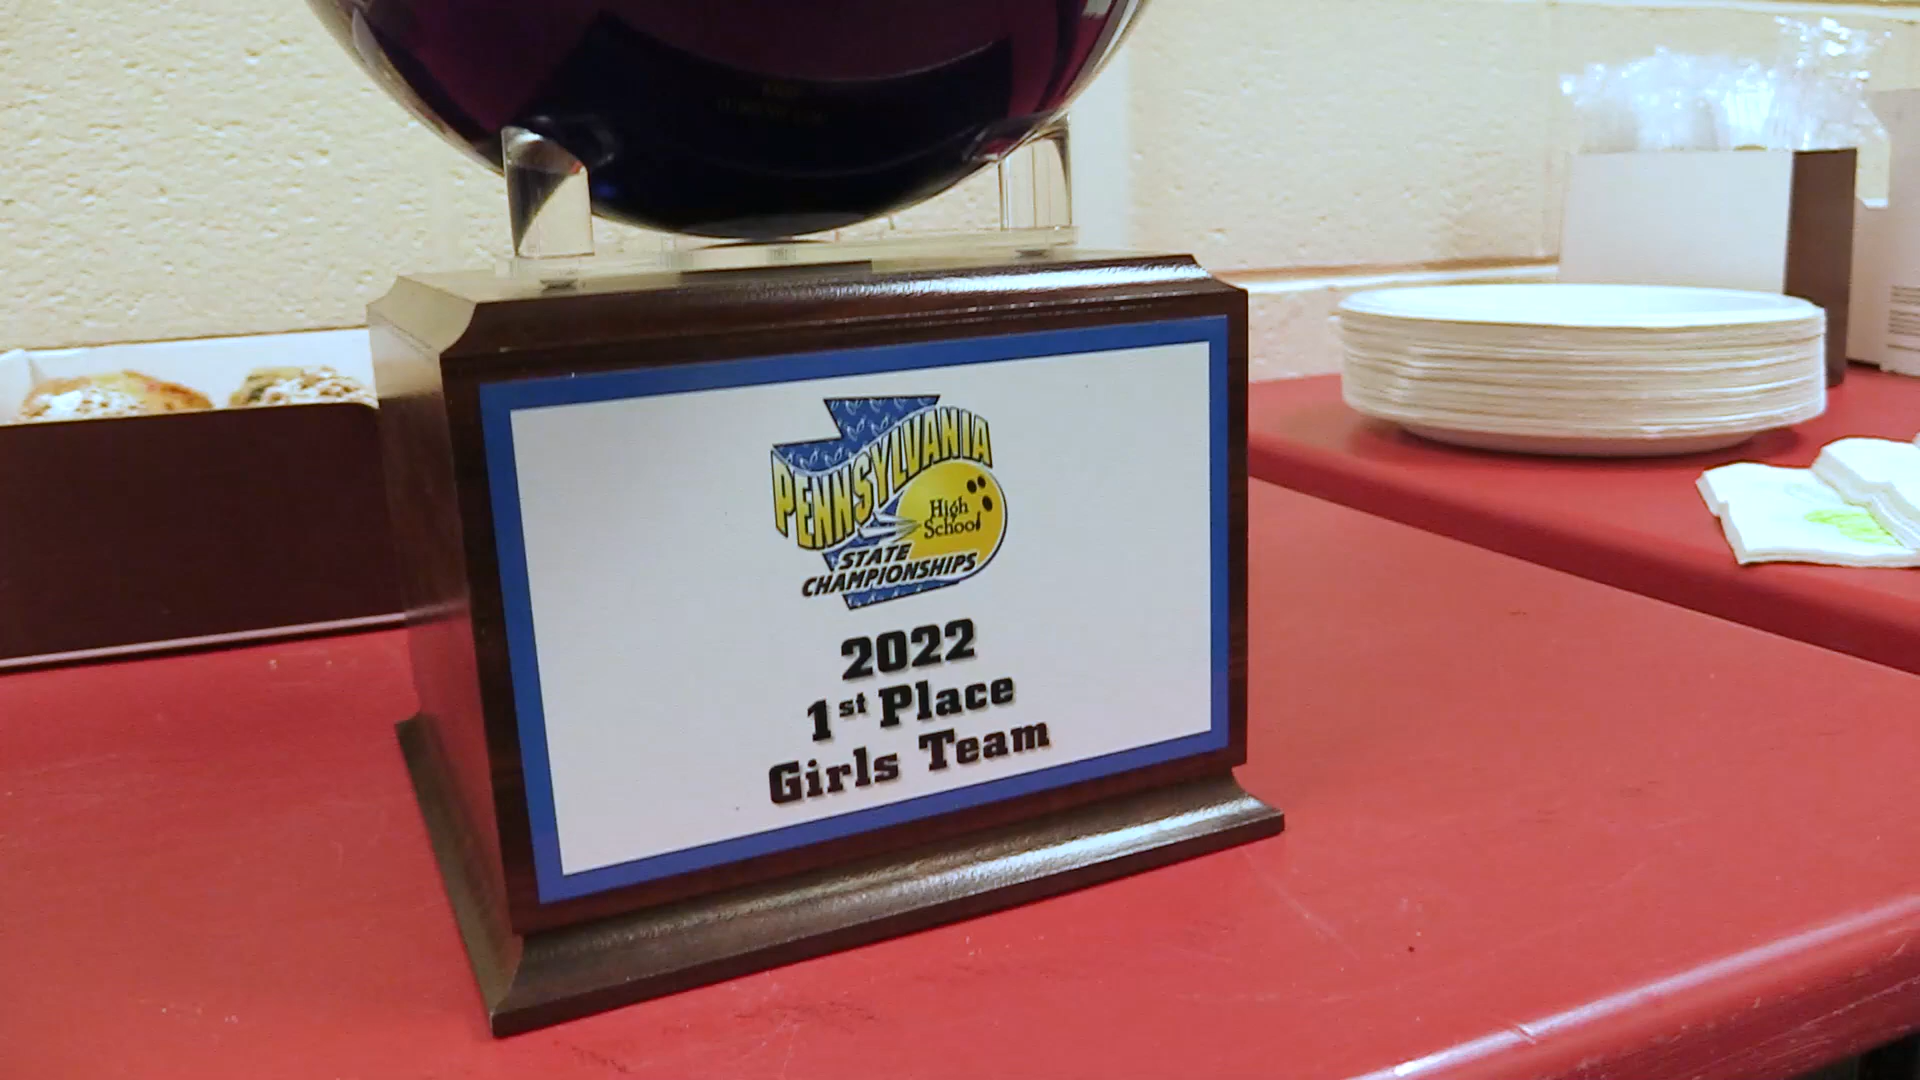 PENNSYLVANIA
High
School
STATE
CHAMPIONSHIPS
2022
1st Place
Girls Team